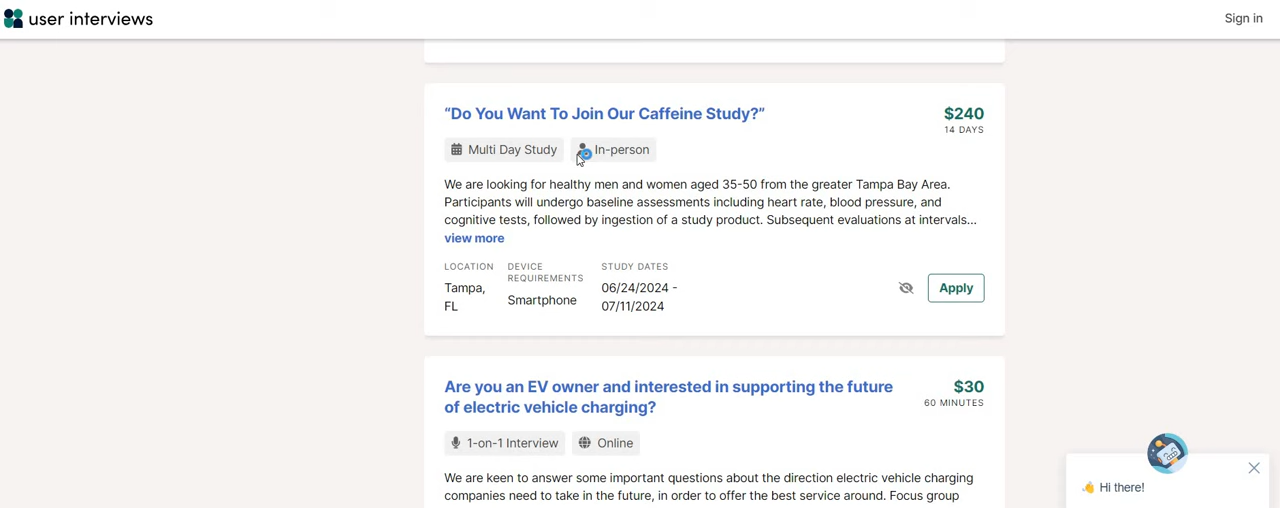 user interviews
Sign in
“Do You Want To Join Our Caffeine Study?”
$240
14 DAYS
Multi Day Study
In-person
We are looking for healthy men and women aged 35-50 from the greater Tampa Bay Area.
Participants will undergo baseline assessments including heart rate, blood pressure, and
cognitive tests, followed by ingestion of a study product. Subsequent evaluations at intervals...
view more
LOCATION
Tampa,
FL
DEVICE
REQUIREMENTS
Smartphone
STUDY DATES
06/24/2024 -
07/11/2024
Apply
Are you an EV owner and interested in supporting the future
of electric vehicle charging?
$30
60 MINUTES
1-on-1 Interview
Online
We are keen to answer some important questions about the direction electric vehicle charging
companies need to take in the future, in order to offer the best service around. Focus group
👋 Hi there!